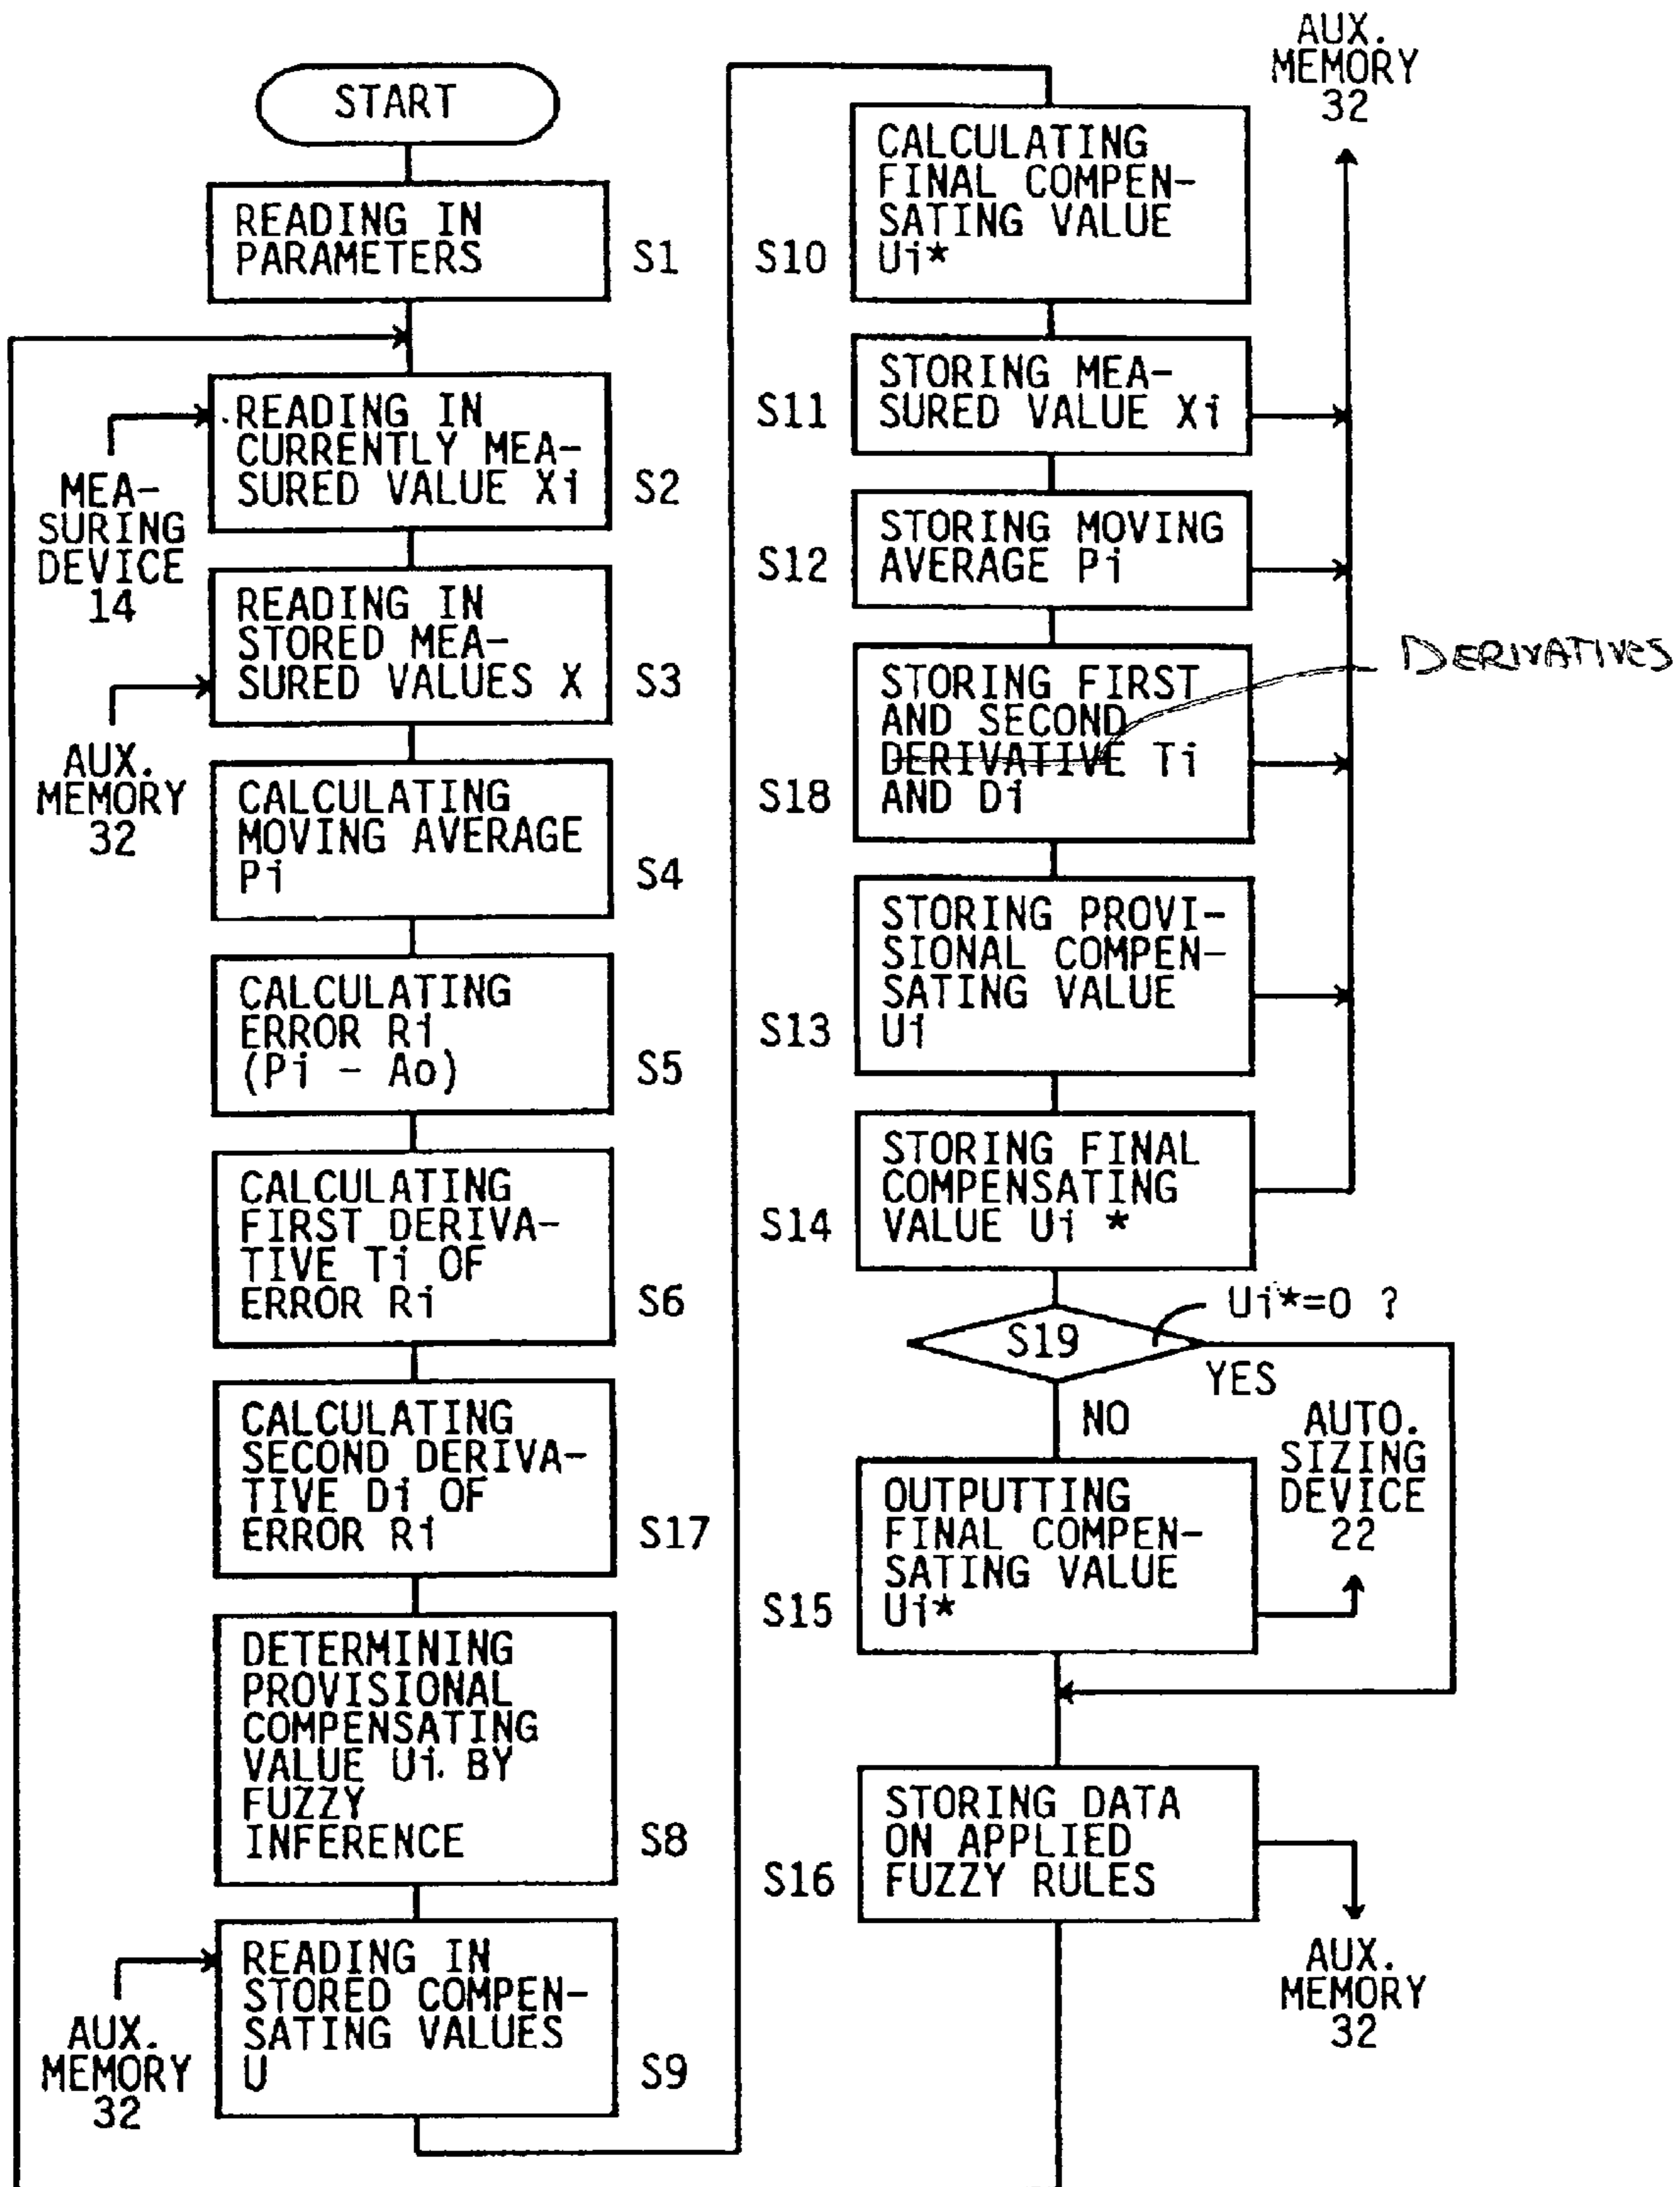 START
READING IN
PARAMETERS
S1
READING IN
CURRENTLY MEA-
SURED VALUE Xi
S2
MEA-
SURING
DEVICE
14
READING IN
STORED MEA-
SURED VALUES X
S3
AUX.
MEMORY
32
CALCULATING
MOVING AVERAGE
Pi
S4
CALCULATING
ERROR Ri
(Pi - Ao)
S5
CALCULATING
FIRST DERIVA-
TIVE Ti OF
ERROR Ri
S6
CALCULATING
SECOND DERIVA-
TIVE Di OF
ERROR Ri
S17
DETERMINING
PROVISIONAL
COMPENSATING
VALUE Ui BY
FUZZY
INFERENCE
S8
READING IN
STORED COMPEN-
SATING VALUES
U
S9
AUX.
MEMORY
32
CALCULATING
FINAL COMPEN-
SATING VALUE
Ui*
S10
AUX.
MEMORY
32
STORING MEA-
SURED VALUE Xi
S11
STORING MOVING
AVERAGE Pi
S12
STORING FIRST
AND SECOND
DERIVATIVE Ti
AND Di
S18
DERIVATIVES
STORING PROVI-
SIONAL COMPEN-
SATING VALUE
Ui
S13
STORING FINAL
COMPENSATING
VALUE Ui *
S14
S19
Ui*=0 ?
YES
NO
OUTPUTTING
FINAL COMPEN-
SATING VALUE
Ui*
S15
AUTO.
SIZING
DEVICE
22
STORING DATA
ON APPLIED
FUZZY RULES
S16
AUX.
MEMORY
32